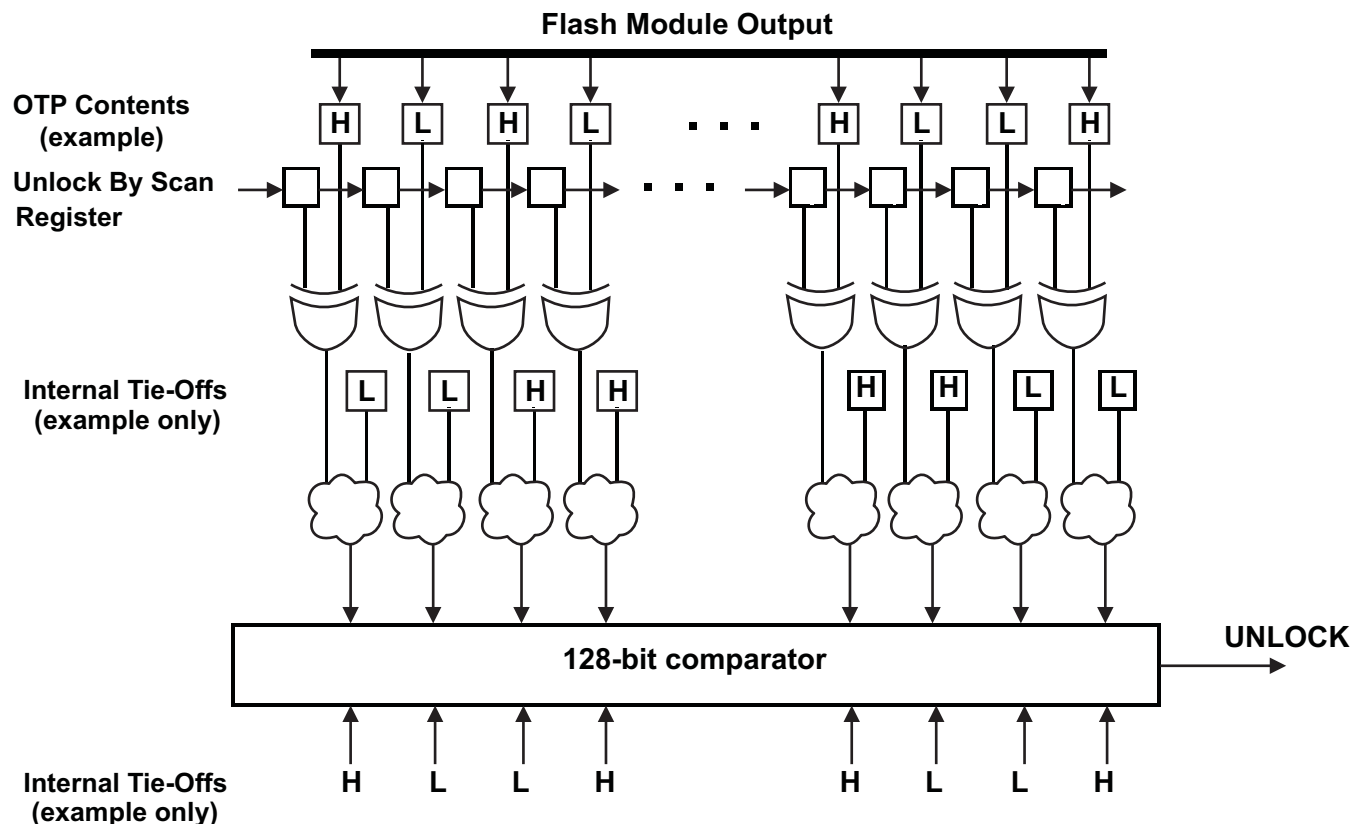 Flash Module Output
OTP Contents
(example)
H L H L . . . H L L H
Unlock By Scan
Register
. . .
Internal Tie-Offs
(example only)
L L H H H H L L
128-bit comparator
UNLOCK
Internal Tie-Offs
(example only)
H L L H H L L H